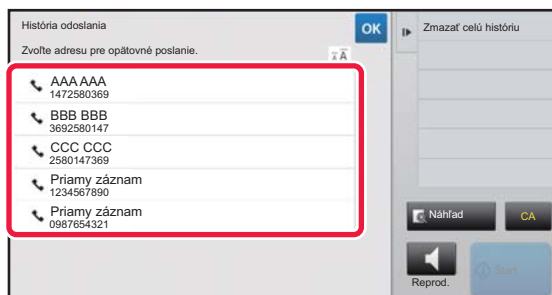 História odoslania
OK
Zmazať celú históriu
Zvoľte adresu pre opätovné poslanie.
AAA AAA
1472580369
BBB BBB
3692580147
CCC CCC
2580147369
Priamy záznam
1234567890
Priamy záznam
0987654321
Náhľad
CA
Reprod.
Štart